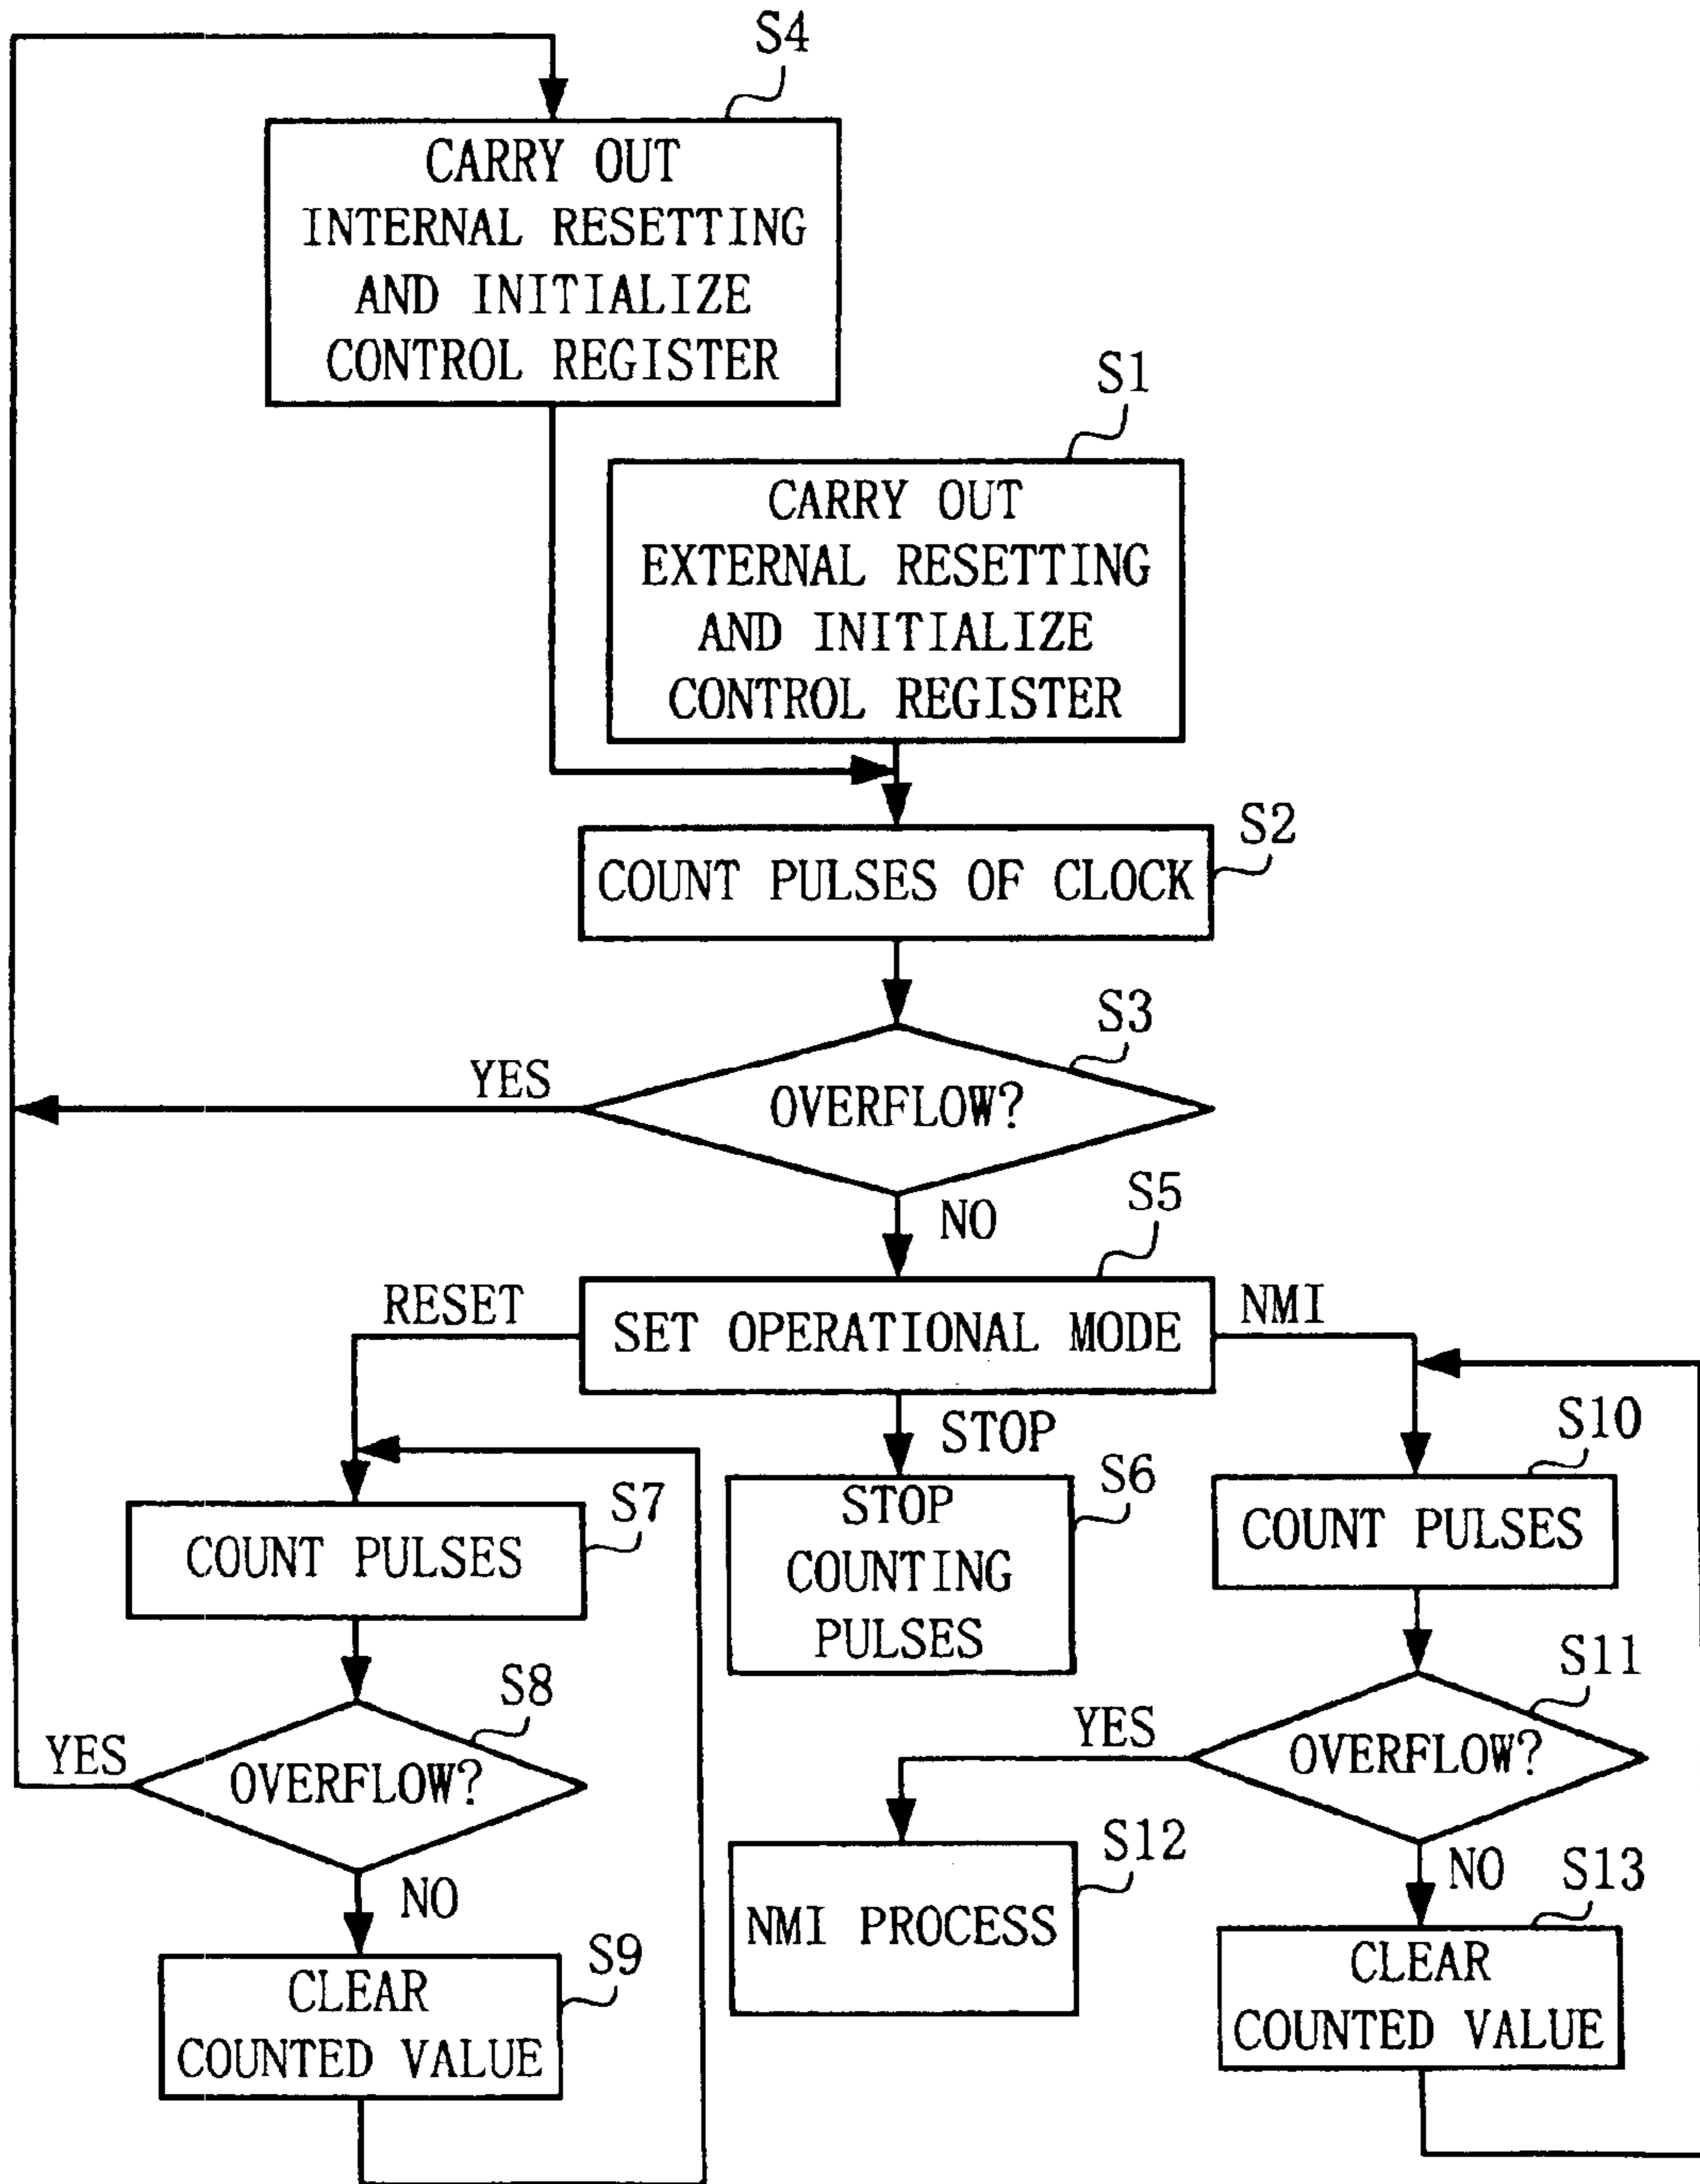 S4
CARRY OUT
INTERNAL RESETTING
AND INITIALIZE
CONTROL REGISTER
S1
CARRY OUT
EXTERNAL RESETTING
AND INITIALIZE
CONTROL REGISTER
S2
COUNT PULSES OF CLOCK
S3
YES
OVERFLOW?
NO
S5
RESET
SET OPERATIONAL MODE
NMI
STOP
S7
COUNT PULSES
S6
STOP
COUNTING
PULSES
S10
COUNT PULSES
S8
YES
OVERFLOW?
NO
S11
YES
OVERFLOW?
NO
S9
CLEAR
COUNTED VALUE
S12
NMI PROCESS
S13
CLEAR
COUNTED VALUE